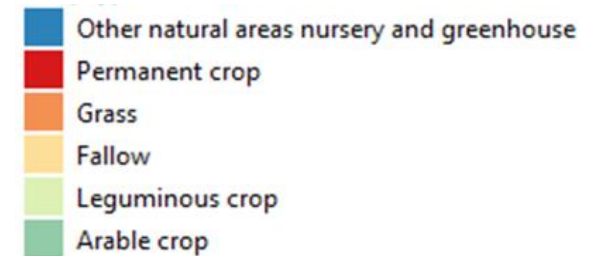 Other natural areas nursery and greenhouse
Permanent crop
Grass
Fallow
Leguminous crop
Arable crop